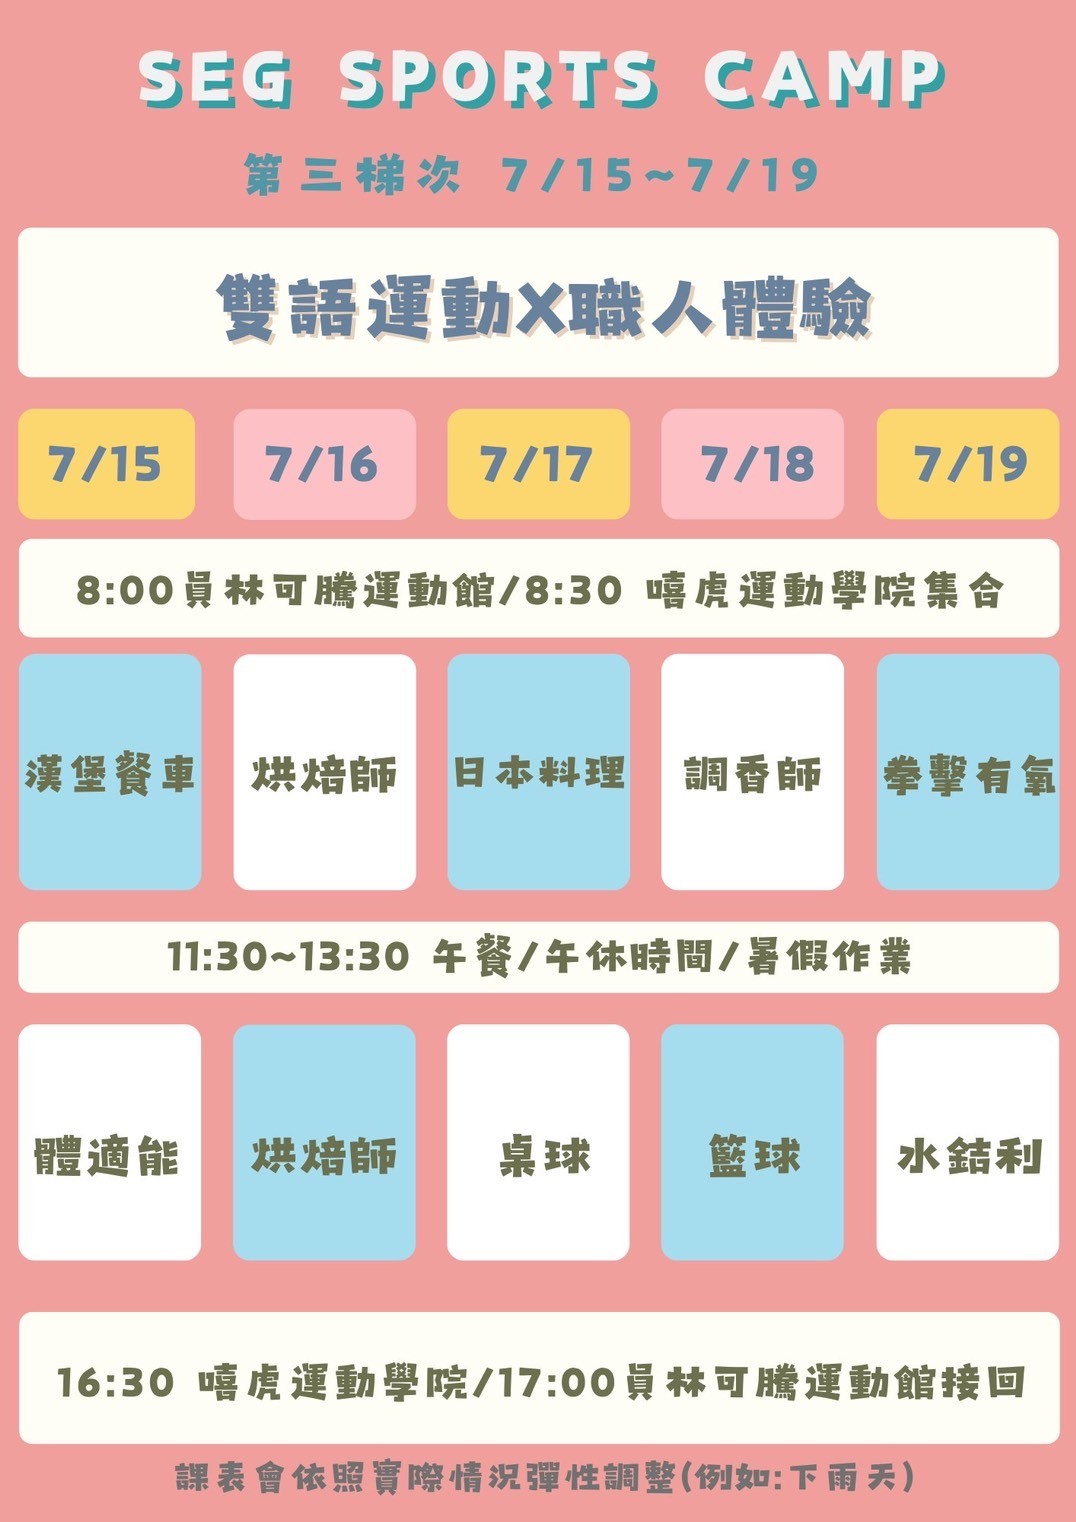 SEG SPORTS CAMP
第三梯次 7/15~7/19
雙語運動X職人體驗
7/15 7/16 7/17 7/18 7/19
8:00員林可騰運動館/8:30 嘻虎運動學院集合
漢堡餐車 烘焙師 日本料理 調香師 拳擊有氧
11:30~13:30 午餐/午休時間/暑假作業
體適能 烘焙師 桌球 籃球 水銡利
16:30 嘻虎運動學院/17:00員林可騰運動館接回
課表會依照實際情況彈性調整(例如:下雨天)